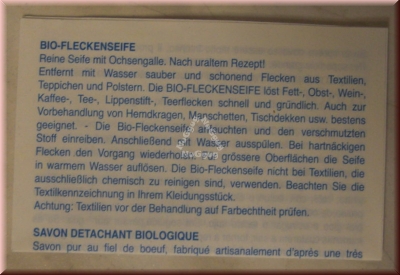 BIO-FLECKENSEIFE
Reine Seife mit Ochsengalle. Nach uraltem Rezept!
Entfernt mit Wasser sauber und schonend Flecken aus Textilien,
Teppichen und Polstern. Die BIO-FLECKENSEIFE löst Fett-, Obst-, Wein-,
Kaffee-, Tee-, Lippenstift-, Teerflecken schnell und gründlich. Auch zur
Vorbehandlung von Hemdkragen, Manschetten, Tischdekken usw. bestens
geeignet. - Die Bio-Fleckenseife anfeuchten und den verschmutzten
Stoff einreiben. Anschließend mit Wasser ausspülen. Bei hartnäckigen
Flecken den Vorgang wiederholen. Für grössere Oberflächen die Seife
in warmem Wasser auflösen. Die Bio-Fleckenseife nicht bei Textilien, die
ausschließlich chemisch zu reinigen sind, verwenden. Beachten Sie die
Textilkennzeichnung in Ihrem Kleidungsstück.
Achtung: Textilien vor der Behandlung auf Farbechtheit prüfen.
SAVON DETACHANT BIOLOGIQUE
Savon pur au fiel de boeuf, fabriqué artisanalement d'après une trés